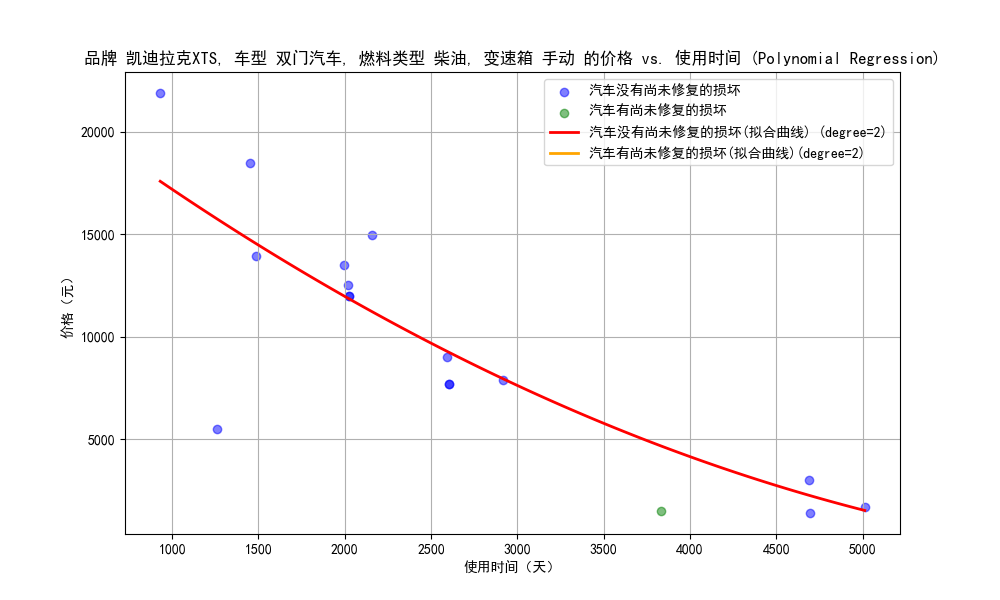 品牌 凯迪拉克XTS, 车型 双门汽车, 燃料类型 柴油, 变速箱 手动 的价格 vs. 使用时间 (Polynomial Regression)
汽车没有尚未修复的损坏
汽车有尚未修复的损坏
汽车没有尚未修复的损坏(拟合曲线) (degree=2)
汽车有尚未修复的损坏(拟合曲线)(degree=2)
价格（元）
20000
15000
10000
5000
1000 1500 2000 2500 3000 3500 4000 4500 5000
使用时间（天）